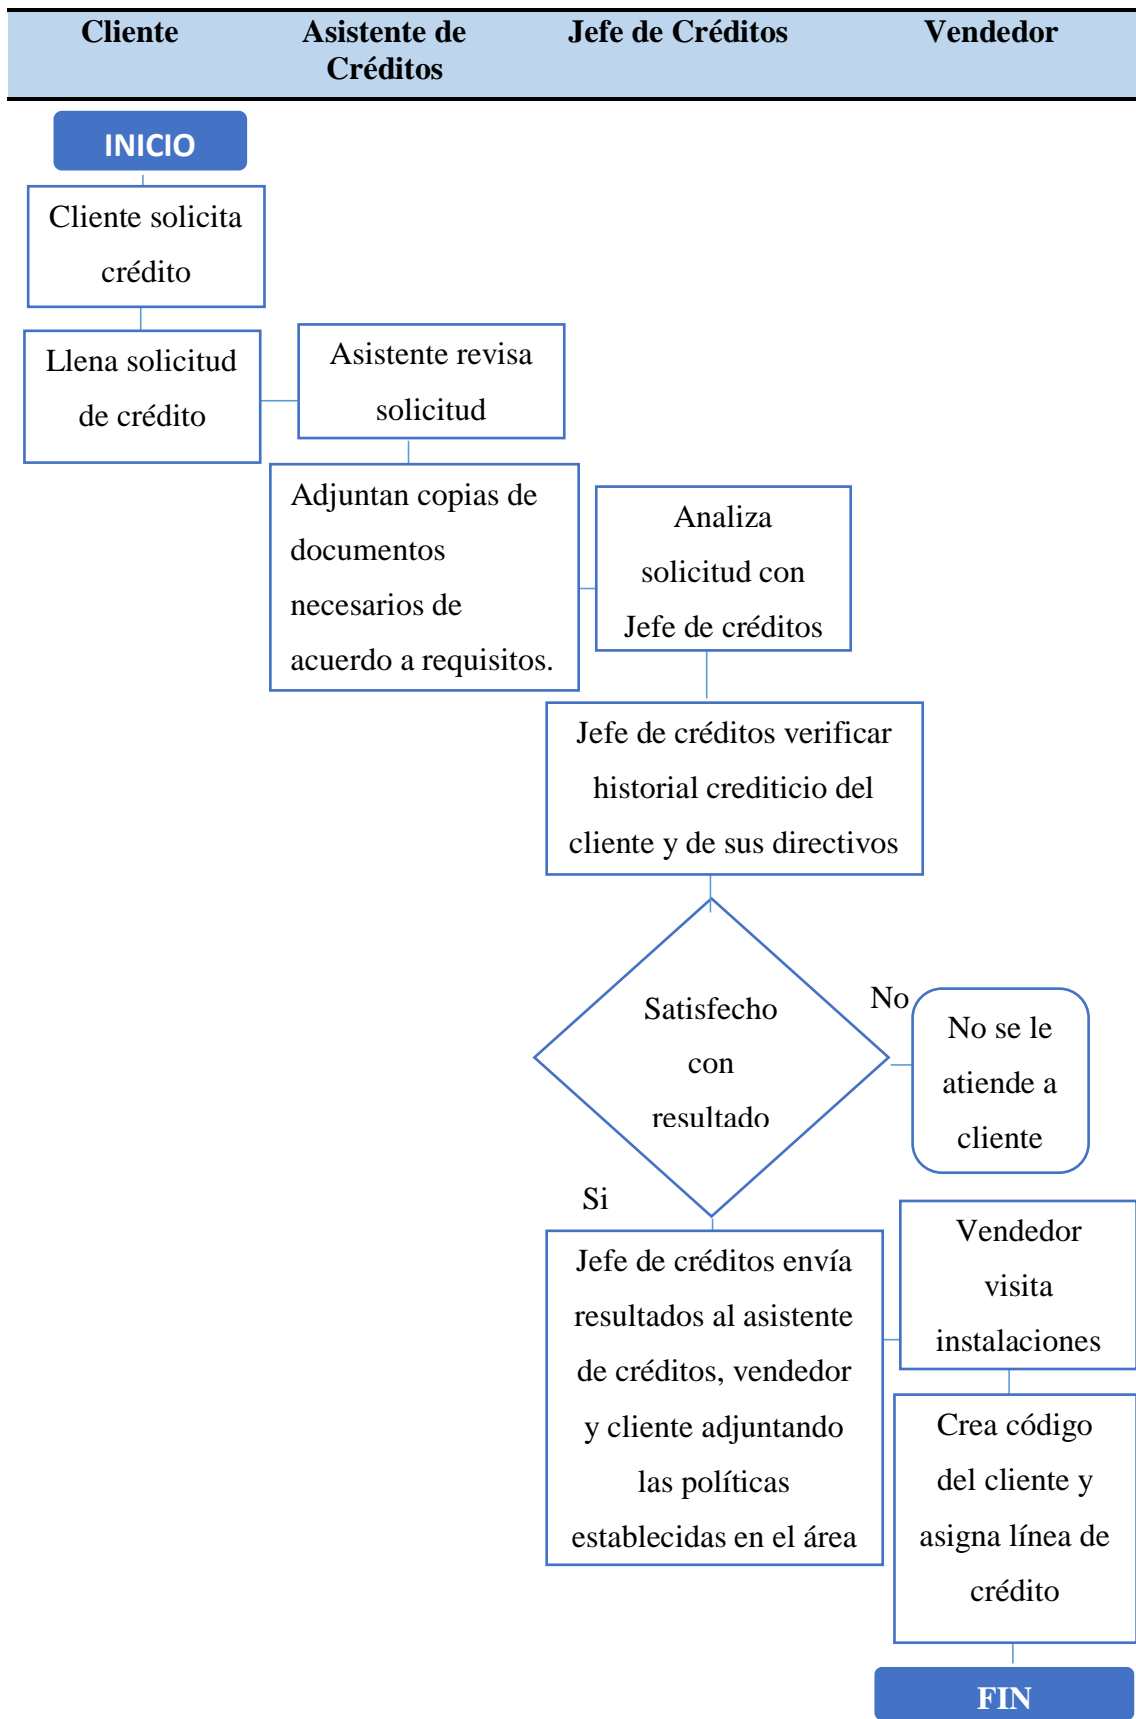 Cliente
Asistente de
Créditos
Jefe de Créditos
Vendedor
INICIO
Cliente solicita
crédito
Llena solicitud
de crédito
Asistente revisa
solicitud
Adjuntan copias de
documentos
necesarios de
acuerdo a requisitos.
Analiza
solicitud con
Jefe de créditos
Jefe de créditos verificar
historial crediticio del
cliente y de sus directivos
Satisfecho
con
resultado
No
No se le
atiende a
cliente
Si
Jefe de créditos envía
resultados al asistente
de créditos, vendedor
y cliente adjuntando
las políticas
establecidas en el área
Vendedor
visita
instalaciones
Crea código
del cliente y
asigna línea de
crédito
FIN